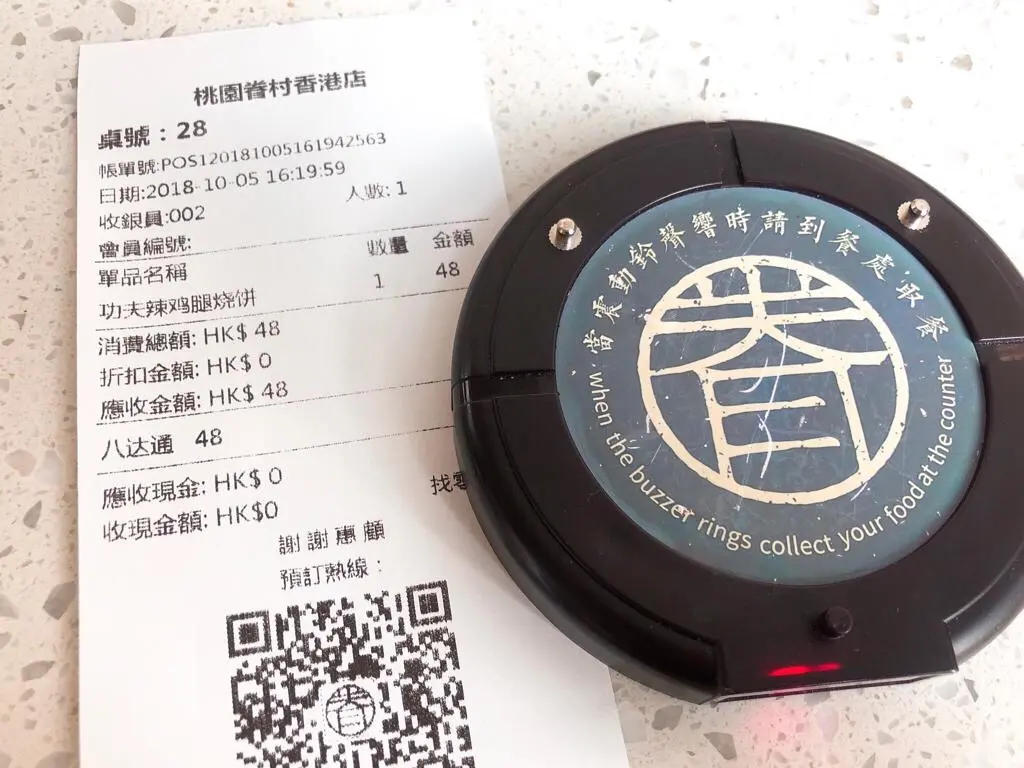 桃園眷村香港店
桌號：28
帳單號:POS120181005161942563
日期:2018-10-05 16:19:59
收銀員:002 人數: 1
會員編號:
單品名稱 數量 金額
功夫辣鸡腿烧饼 1 48
消費總額: HK$ 48
折扣金額: HK$ 0
應收金額: HK$ 48
八达通 48
應收現金: HK$ 0
收現金額: HK$0 找
謝謝惠顧
預訂熱線：
眷
當震動鈴聲響時請到餐處取餐
眷
when the buzzer rings collect your food at the counter